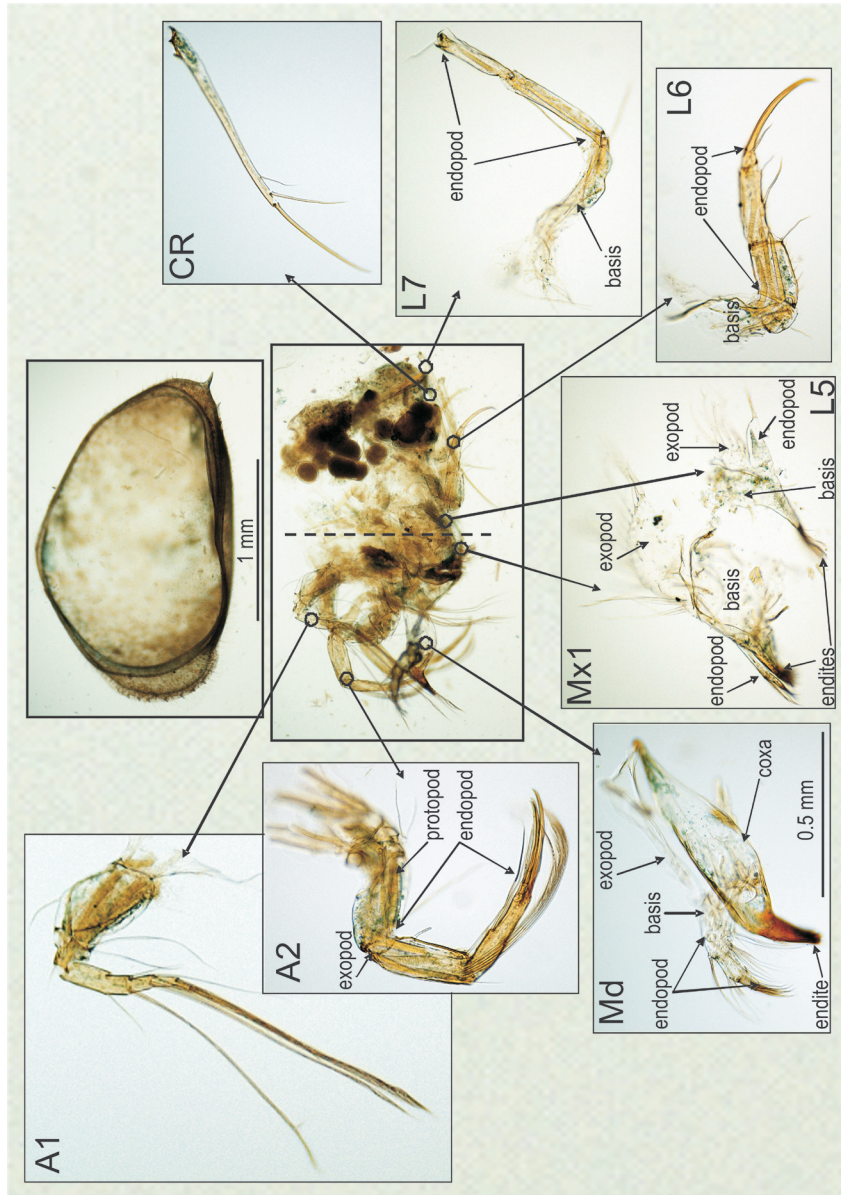 A1
1 mm
CR
A2
exopod
protopod
endopod
L7
endopod
basis
Md
exopod
basis
endopod
coxa
endite
0.5 mm
Mx1
exopod
endopod
basis
endites
exopod
endopod
basis
L5
L6
endopod
basis